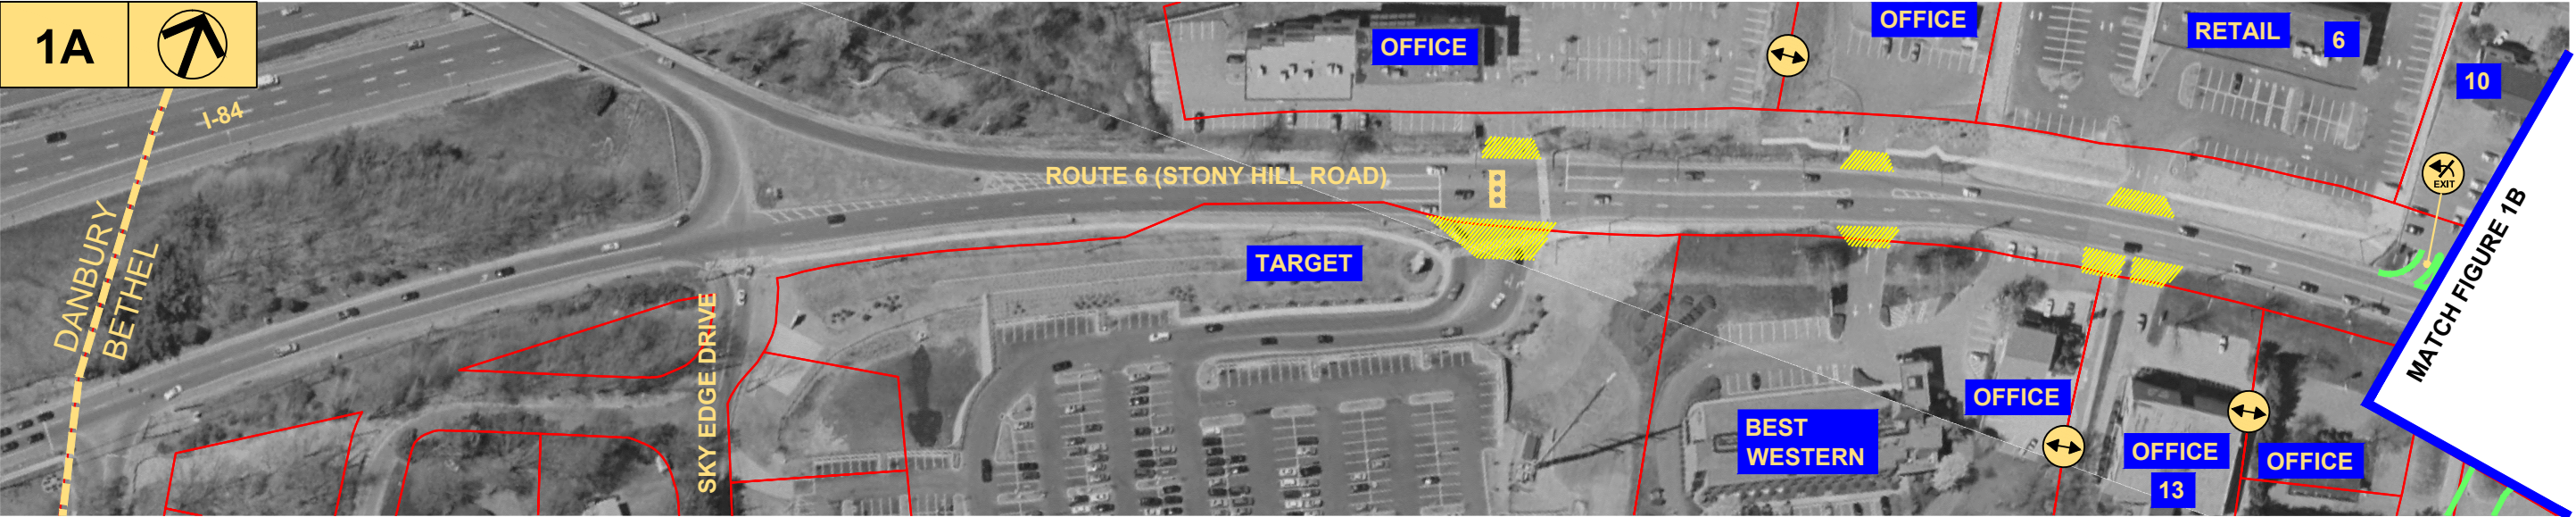 1A
I-84
DANBURY
BETHEL
ROUTE 6 (STONY HILL ROAD)
SKY EDGE DRIVE
TARGET
OFFICE
OFFICE
RETAIL
6
10
EXIT
MATCH FIGURE 1B
BEST
WESTERN
OFFICE
OFFICE
13
OFFICE